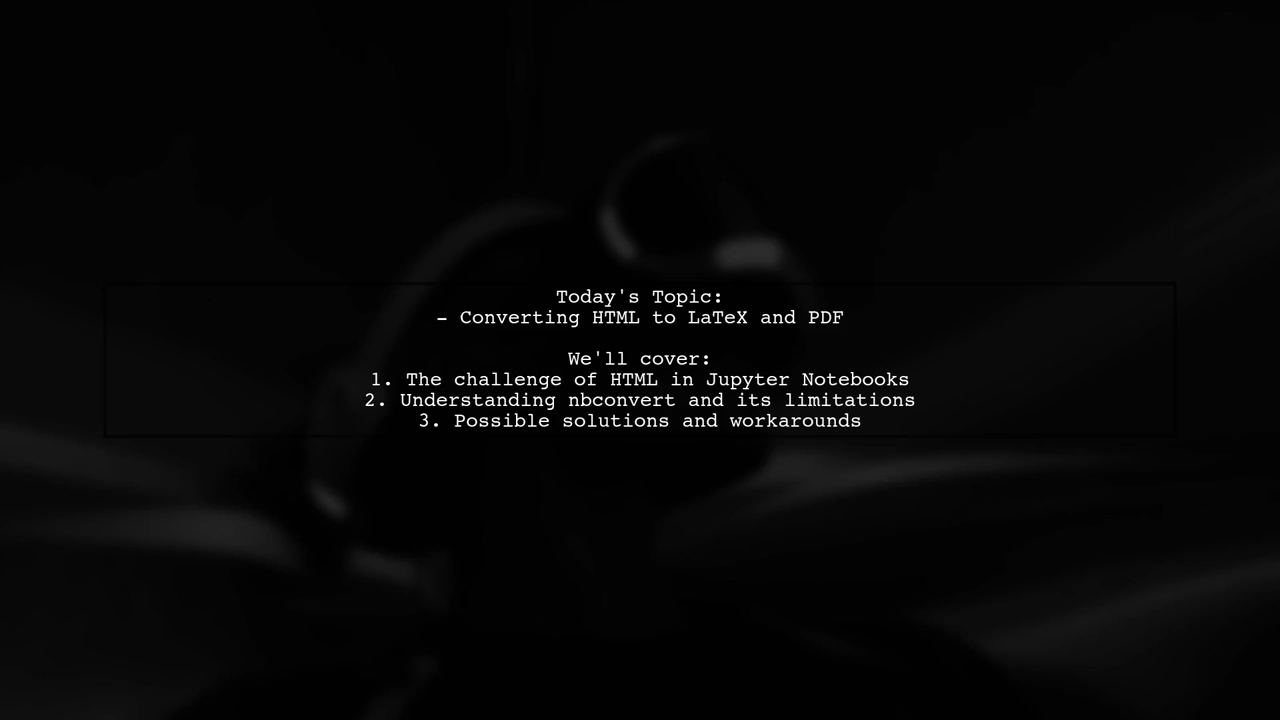 Today's Topic:
– Converting HTML to LaTeX and PDF
We'll cover:
1. The challenge of HTML in Jupyter Notebooks
2. Understanding nbconvert and its limitations
3. Possible solutions and workarounds